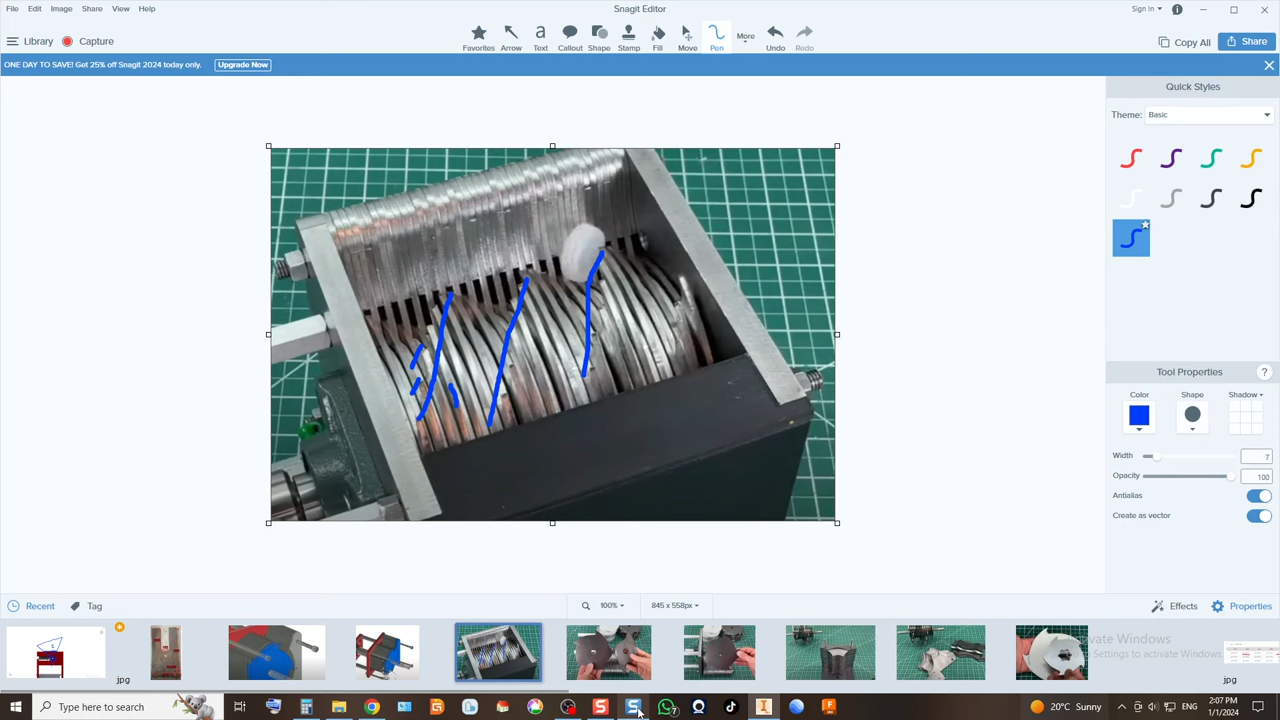 File Edit Image Share View Help
Snagit Editor
Sign In
Library Capture
Favorites Arrow Text Callout Shape Stamp Fill Move Pen More Undo Redo
Copy All Share
ONE DAY TO SAVE! Get 25% off Snagit 2024 today only. Upgrade Now
Quick Styles
Theme: Basic
Tool Properties ?
Color Shape Shadow
Width 7
Opacity 100
Antialias
Create as vector
Recent Tag 100% 845 x 558px Effects Properties
Activate Windows
Settings to activate Windows.
jpg
jpg
Type here to search
20°C Sunny
2:07 PM
1/1/2024